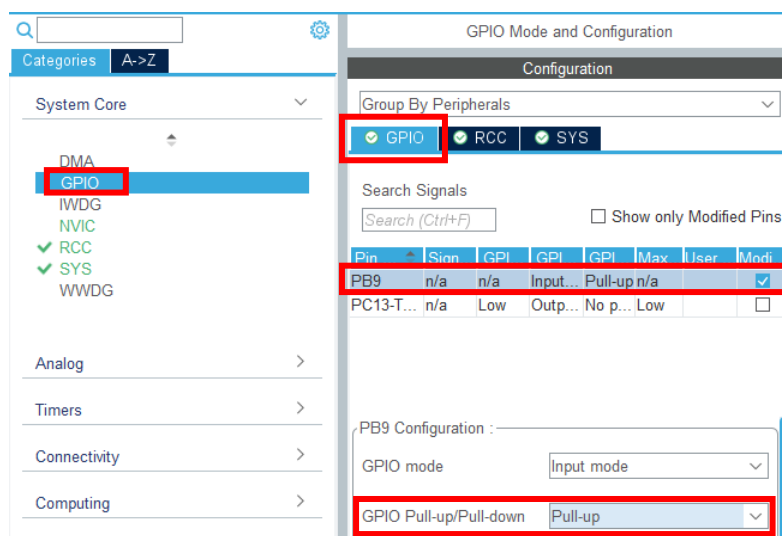 GPIO Mode and Configuration
Categories A->Z
Configuration
System Core
Group By Peripherals
GPIO RCC SYS
DMA
GPIO
IWDG
NVIC
RCC
SYS
WWDG
Search Signals
Search (Ctrl+F)
Show only Modified Pins
Pin Sign GPI GPI GPI Max User Modi
PB9 n/a n/a Input... Pull-up n/a
PC13-T... n/a Low Outp... No p... Low
Analog
Timers
Connectivity
Computing
PB9 Configuration :
GPIO mode Input mode
GPIO Pull-up/Pull-down Pull-up